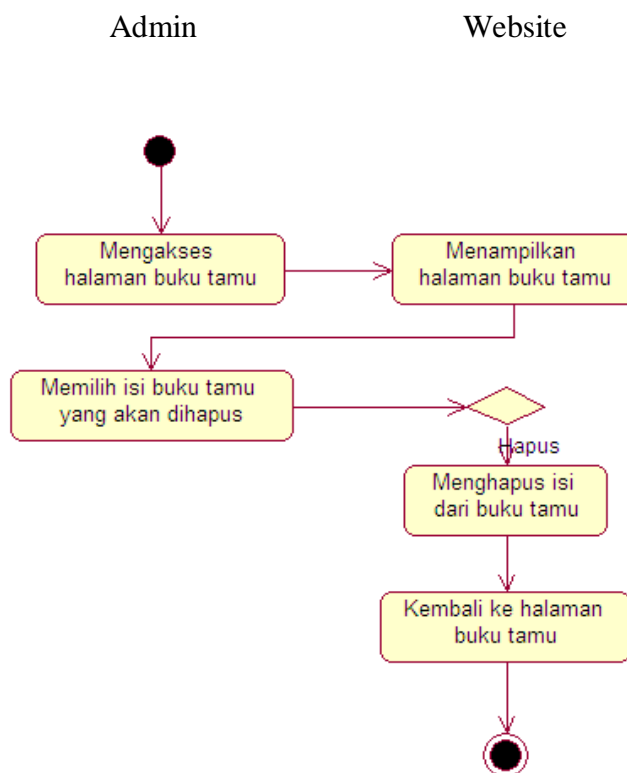 Admin
Website
Mengakses
halaman buku tamu
Menampilkan
halaman buku tamu
Memilih isi buku tamu
yang akan dihapus
Hapus
Menghapus isi
dari buku tamu
Kembali ke halaman
buku tamu